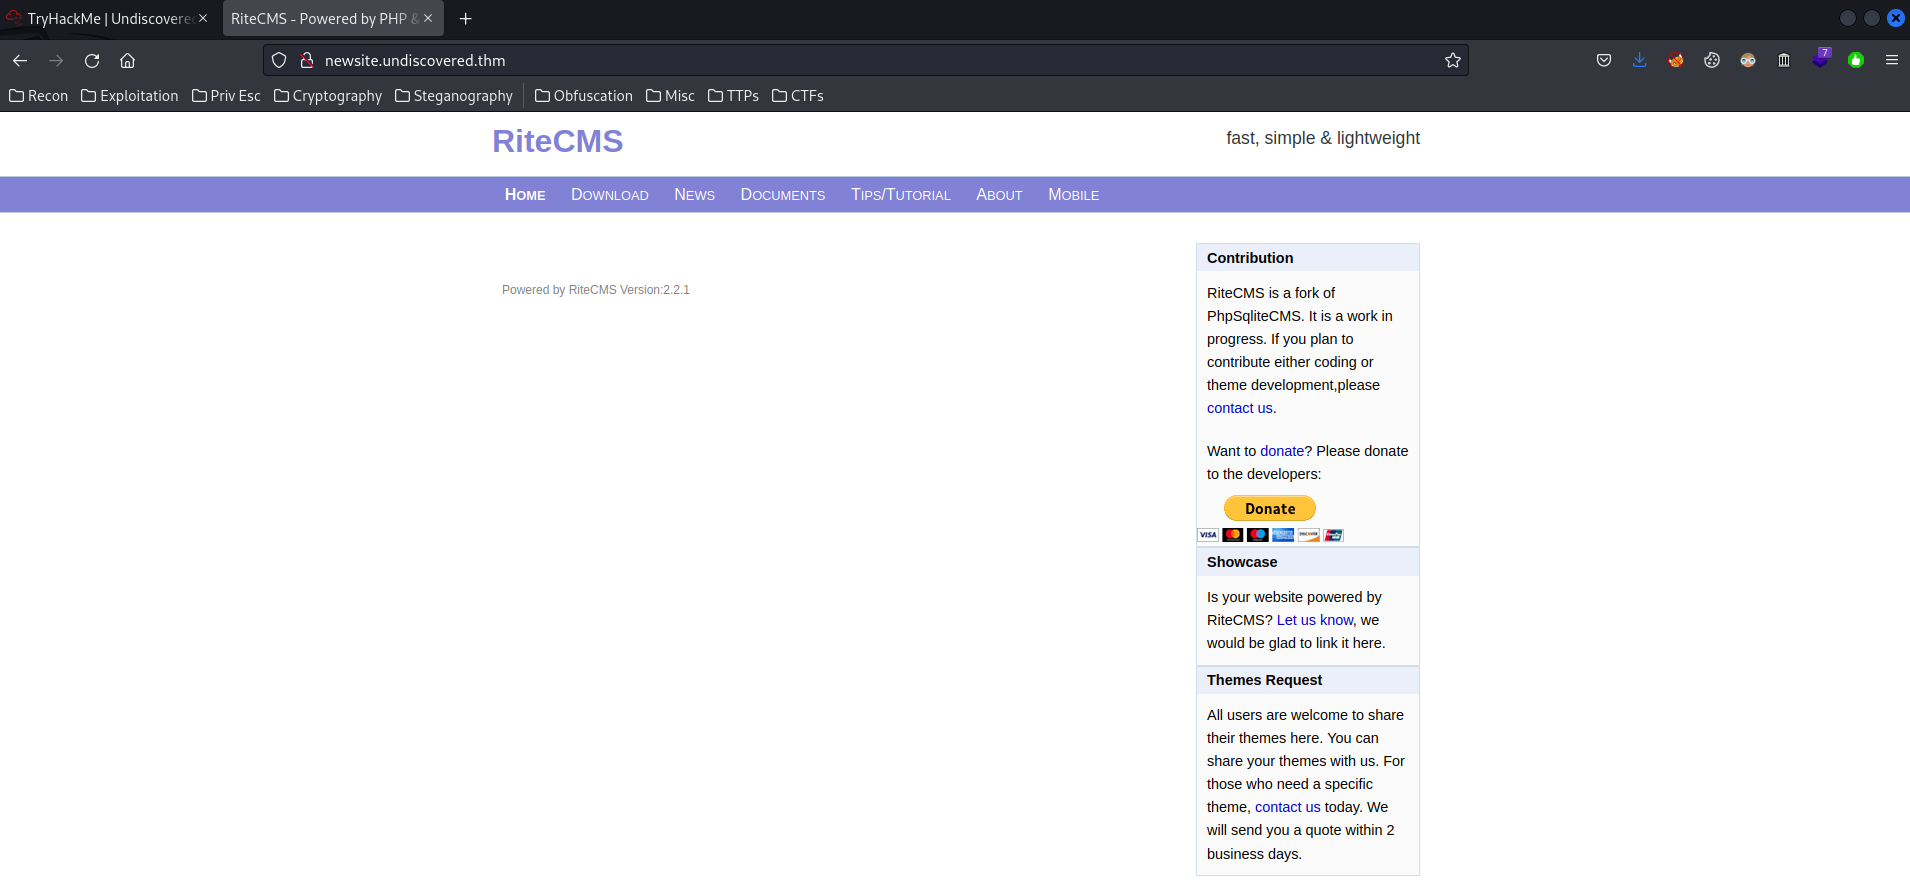 TryHackMe | Undiscovere
RiteCMS - Powered by PHP &
newsite.undiscovered.thm
7
Recon
Exploitation
Priv Esc
Cryptography
Steganography
Obfuscation
Misc
TTPs
CTFs
RiteCMS
fast, simple & lightweight
HOME DOWNLOAD NEWS DOCUMENTS TIPS/TUTORIAL ABOUT MOBILE
Powered by RiteCMS Version:2.2.1
Contribution
RiteCMS is a fork of
PhpSqliteCMS. It is a work in
progress. If you plan to
contribute either coding or
theme development,please
contact us.
Want to donate? Please donate
to the developers:
Donate
VISA
DISCOVER
Showcase
Is your website powered by
RiteCMS? Let us know, we
would be glad to link it here.
Themes Request
All users are welcome to share
their themes here. You can
share your themes with us. For
those who need a specific
theme, contact us today. We
will send you a quote within 2
business days.